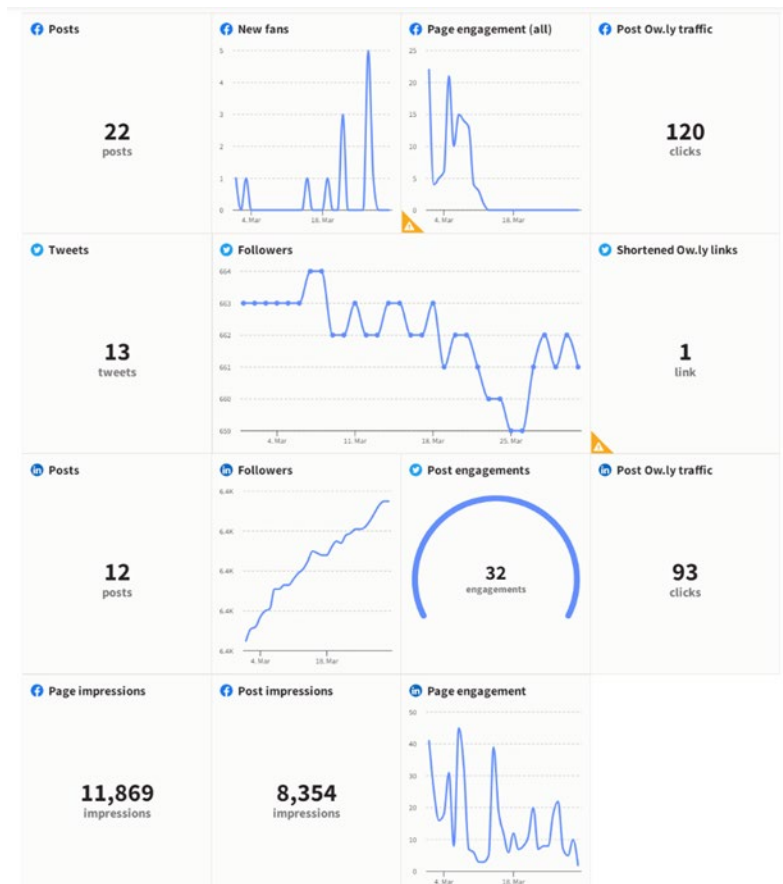 Posts
22
posts
New fans
5
4
3
2
1
0
4. Mar
18. Mar
Page engagement (all)
25
20
15
10
5
0
4. Mar
18. Mar
Post Ow.ly traffic
120
clicks
Tweets
13
tweets
Followers
664
663
662
661
660
659
4. Mar
11. Mar
18. Mar
25. Mar
Shortened Ow.ly links
1
link
Posts
12
posts
Followers
6.4K
6.4K
6.4K
6.4K
6.4K
4. Mar
18. Mar
Post engagements
32
engagements
Post Ow.ly traffic
93
clicks
Page impressions
11,869
impressions
Post impressions
8,354
impressions
Page engagement
50
40
30
20
10
0
4. Mar
18. Mar